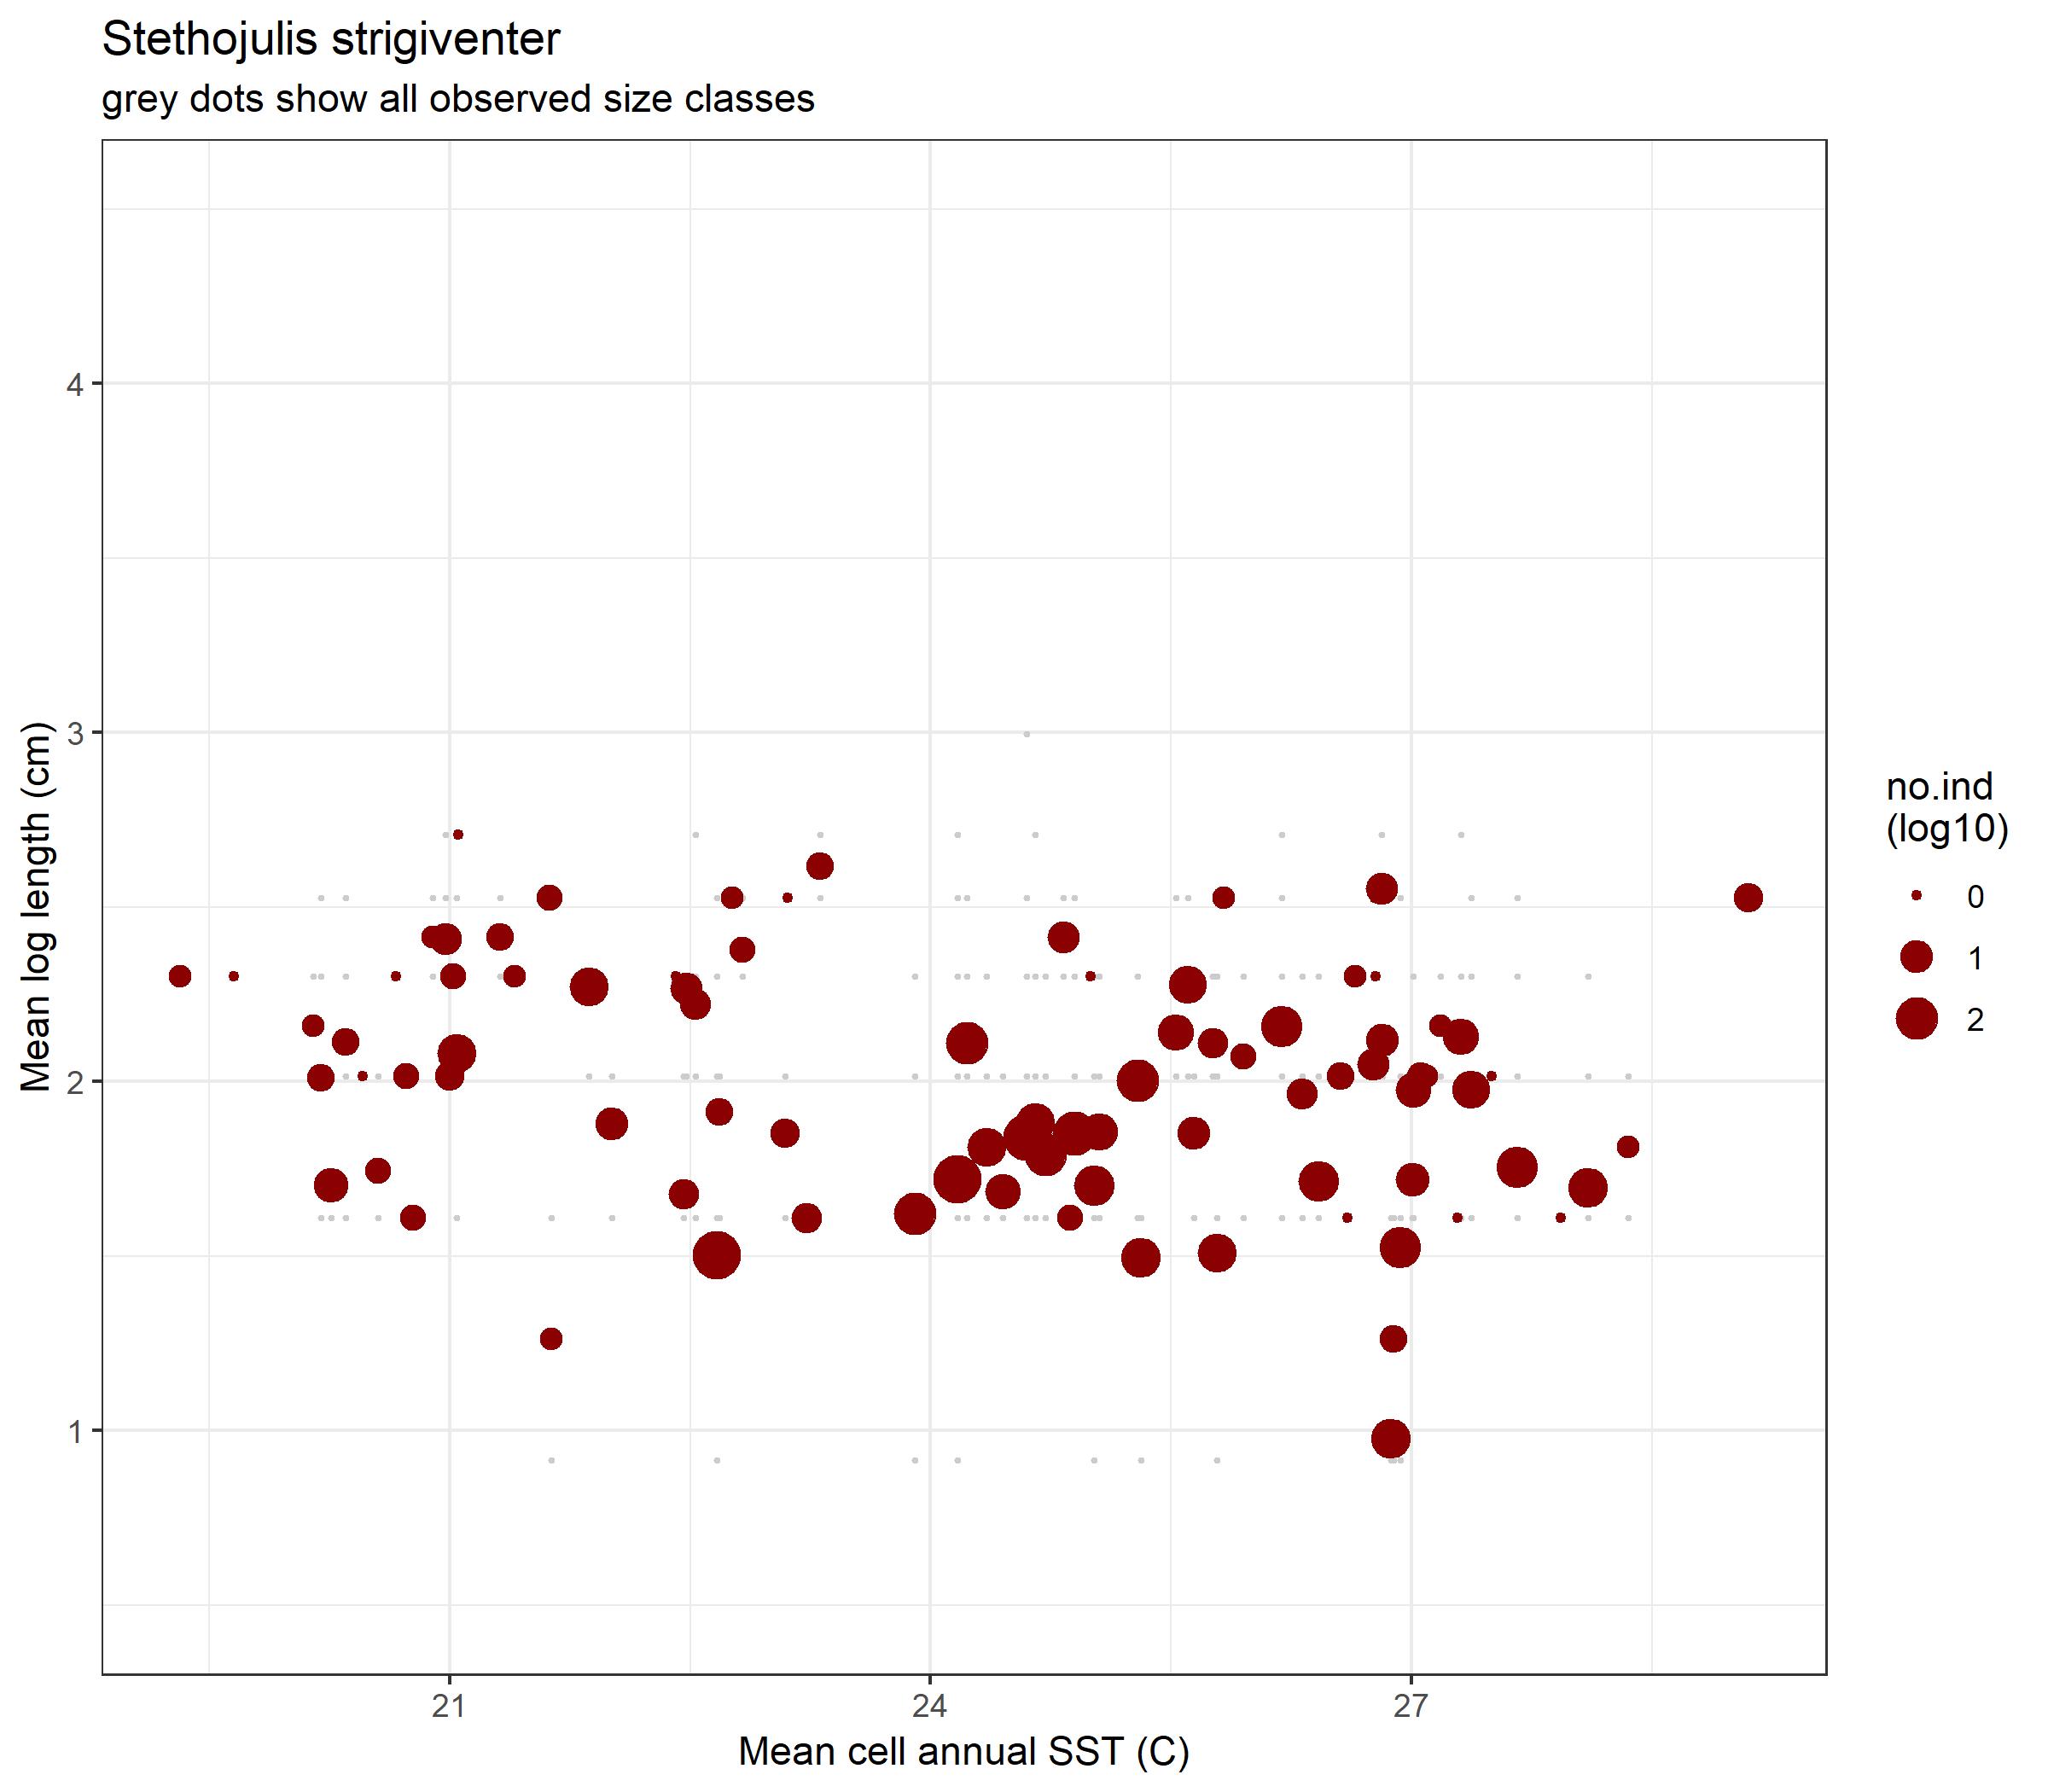 Stethojulis strigiventer
grey dots show all observed size classes
Mean log length (cm)
4
3
2
1
21
24
27
Mean cell annual SST (C)
no.ind
(log10)
0
1
2